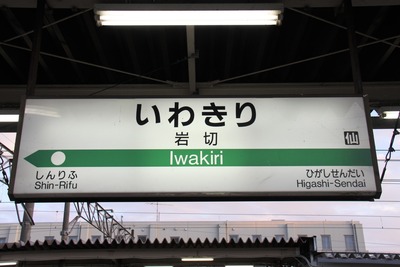 いわきり
岩切
仙
Iwakiri
しんりふ
Shin-Rifu
ひがしせんだい
Higashi-Sendai